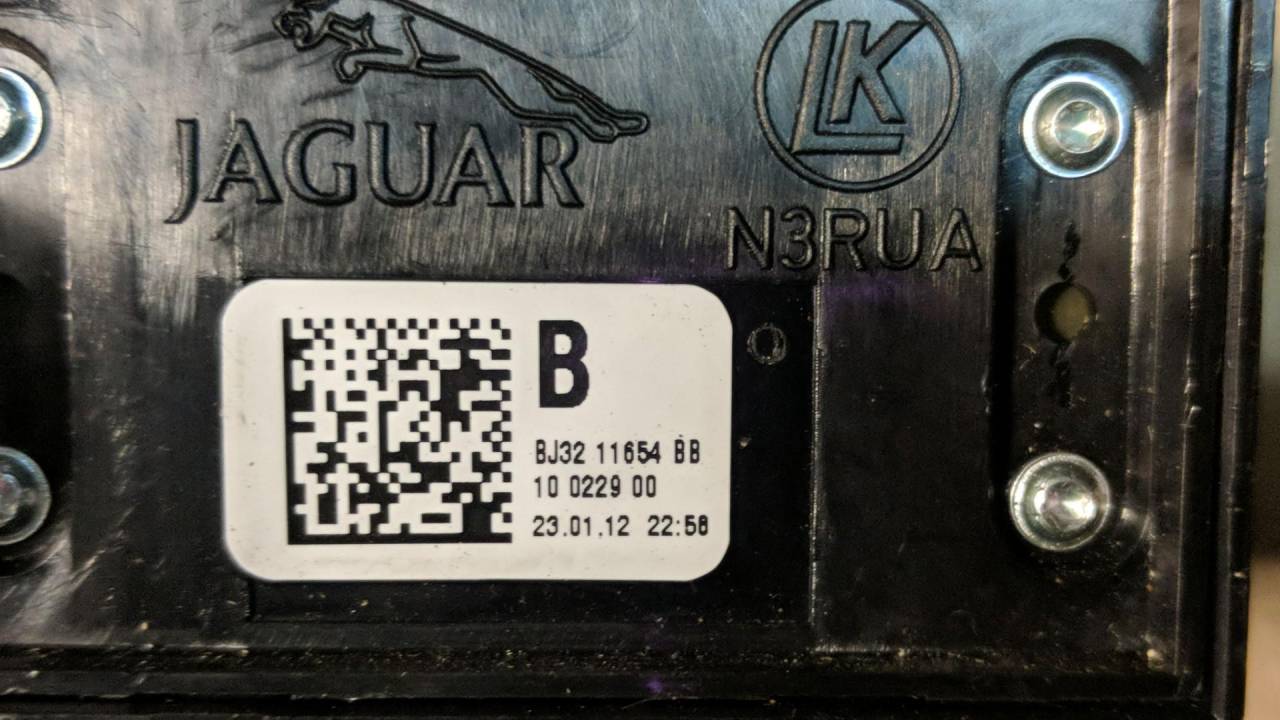 JAGUAR
LK
N3RUA
B
BJ32 11654 BB
10 0229 00
23.01.12 22:58